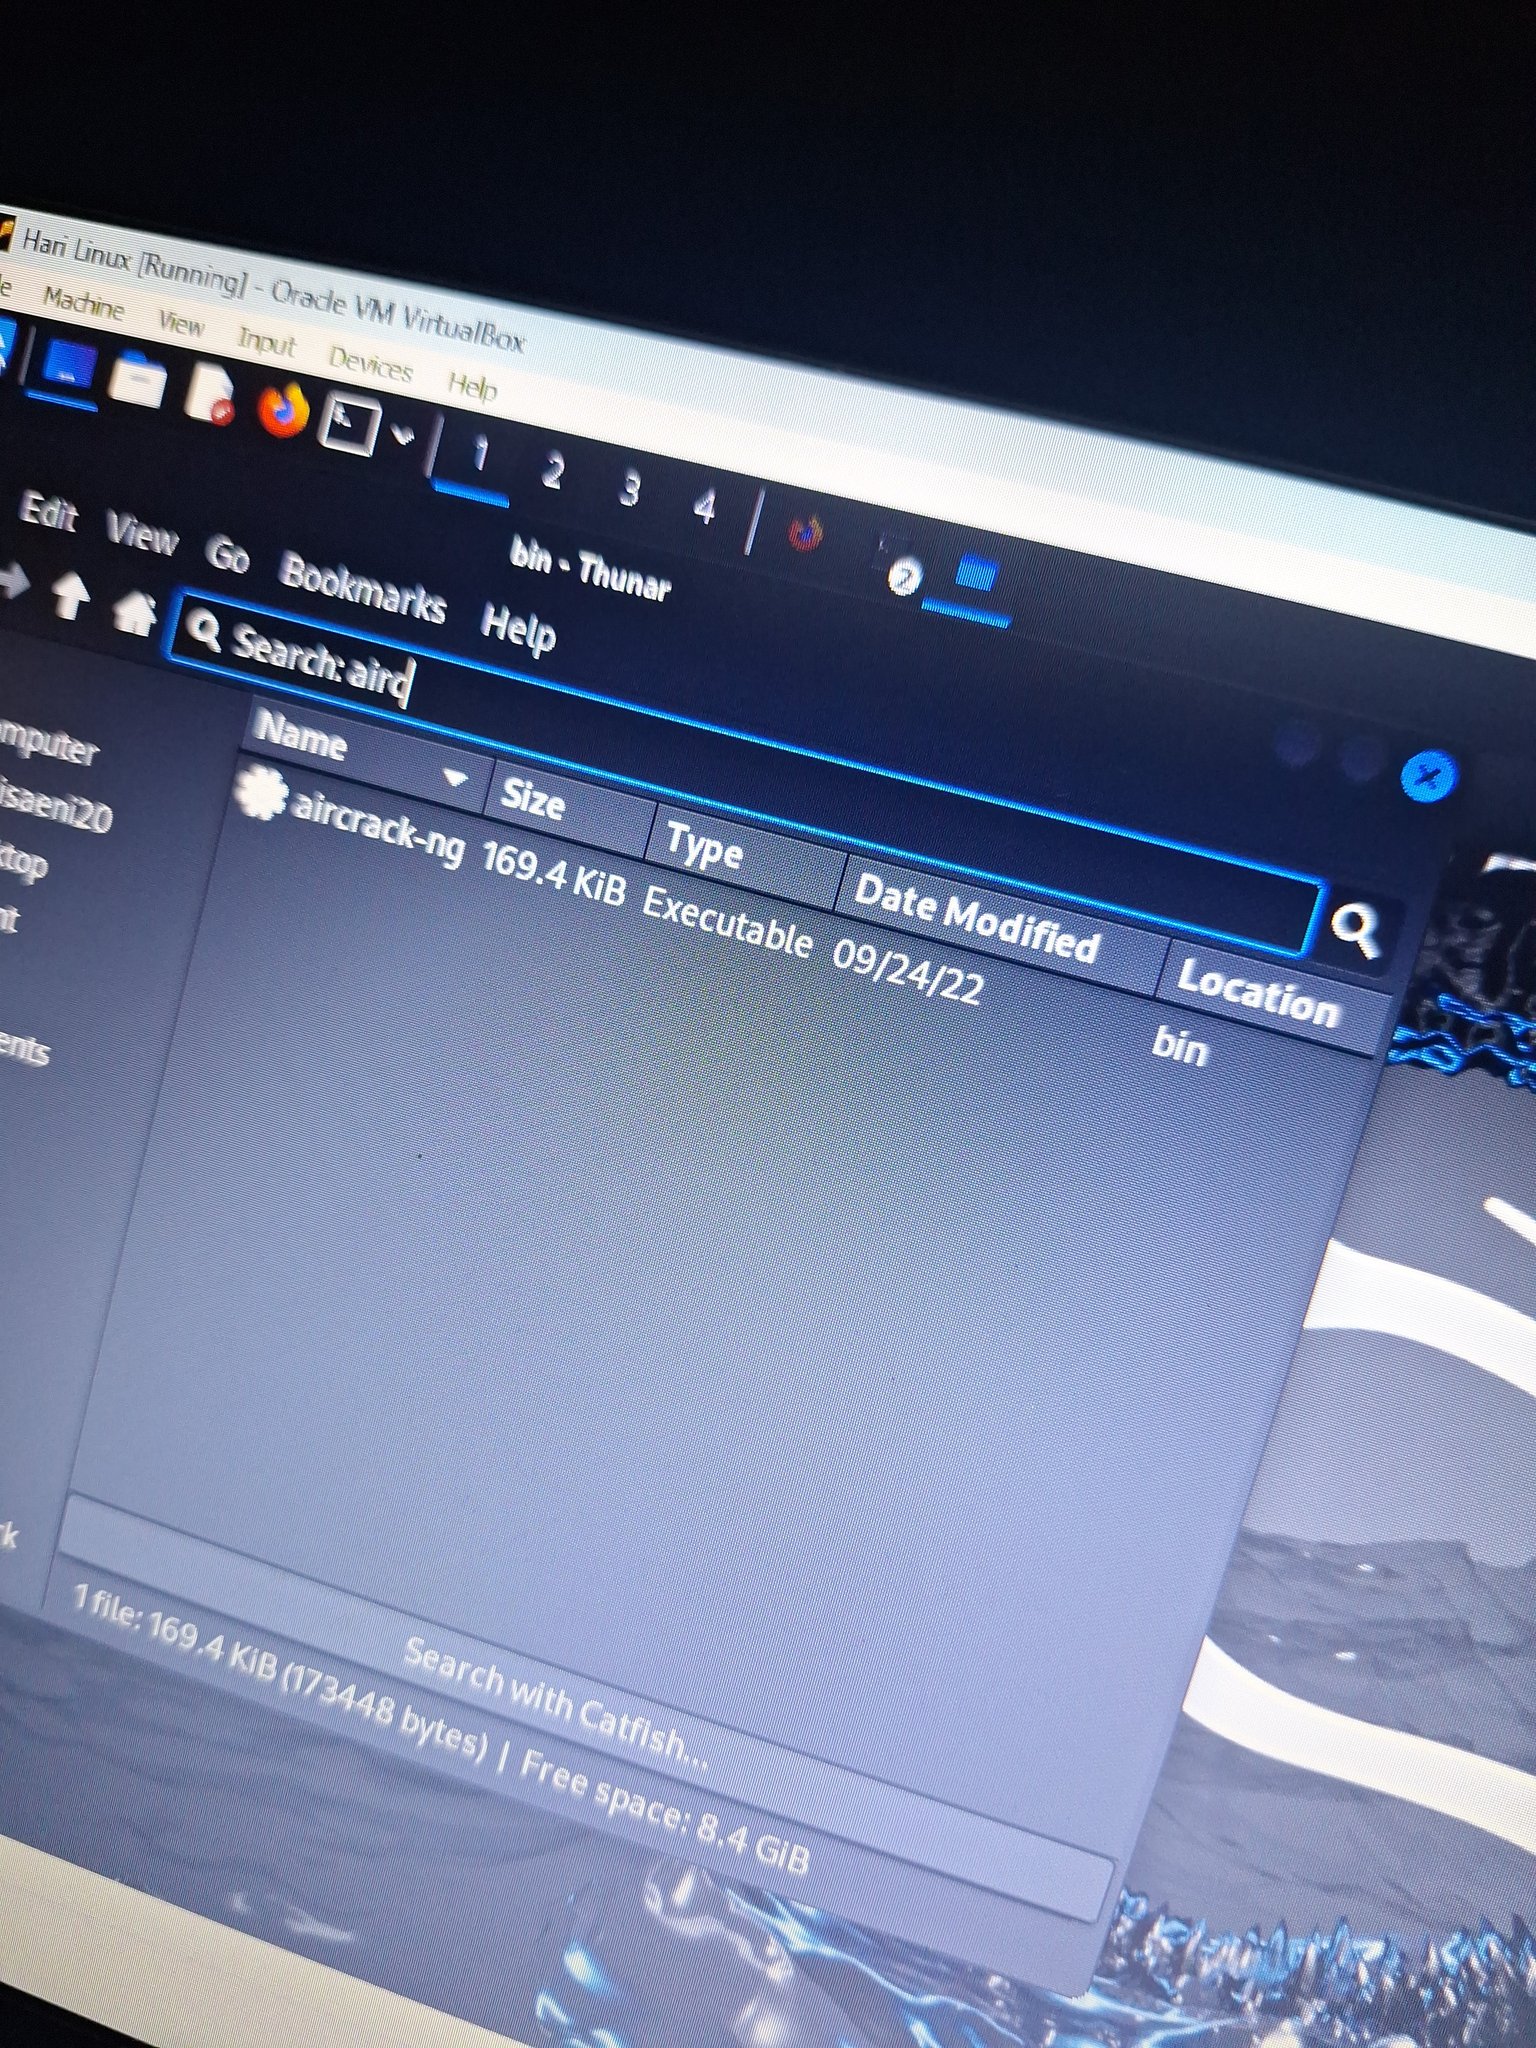 Hari Linux [Running] - Oracle VM VirtualBox
Machine View Input Devices Help
1 2 3 4
2
bin - Thunar
Edit View Go Bookmarks Help
Search: airc
Name Size Type Date Modified Location
aircrack-ng 169.4 KiB Executable 09/24/22 bin
omputer
isaeni20
ktop
ents
rk
Search with Catfish...
1 file: 169.4 KiB (173448 bytes) | Free space: 8.4 GiB